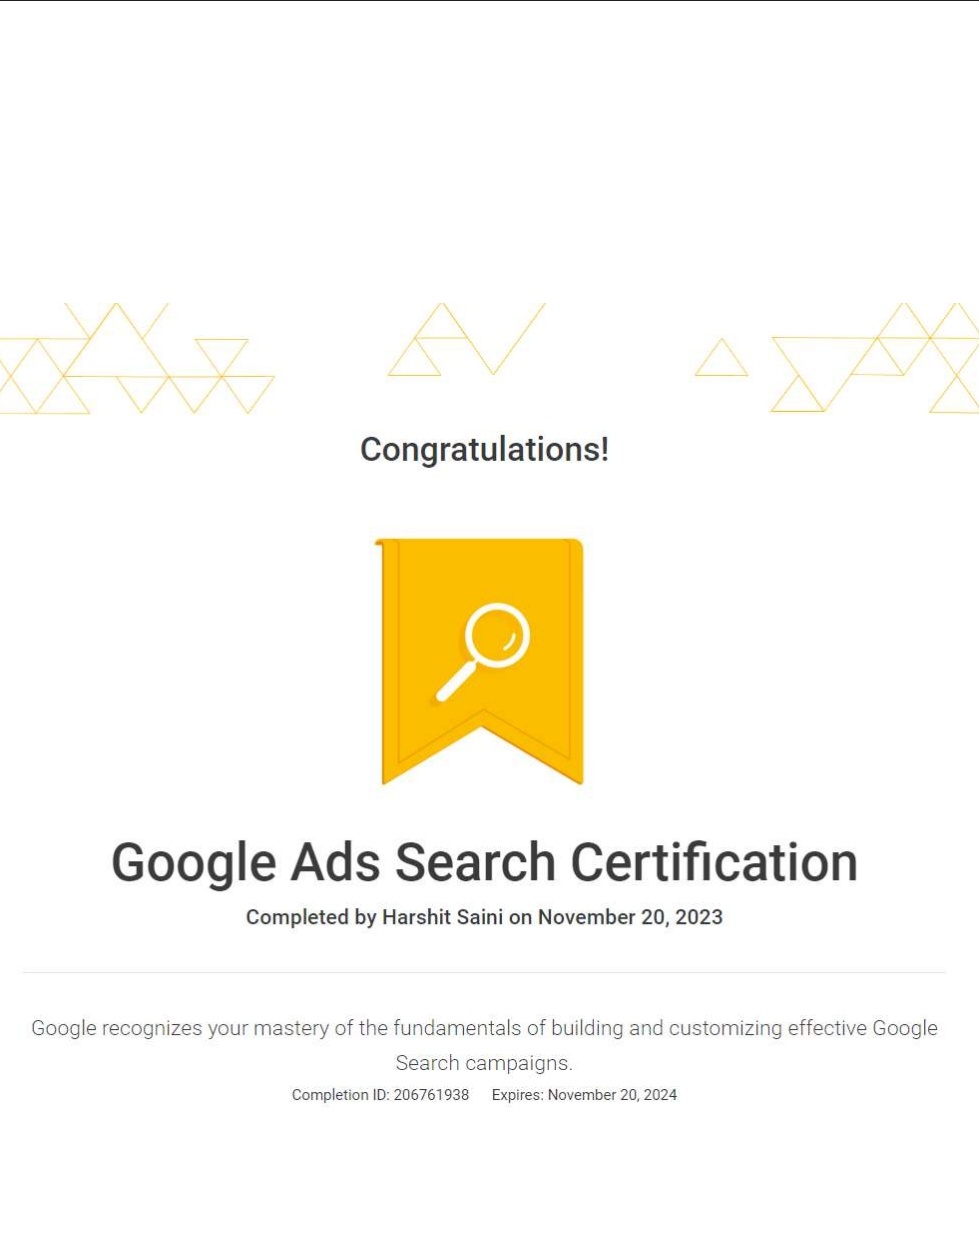 Congratulations!
Google Ads Search Certification
Completed by Harshit Saini on November 20, 2023
Google recognizes your mastery of the fundamentals of building and customizing effective Google
Search campaigns.
Completion ID: 206761938 Expires: November 20, 2024